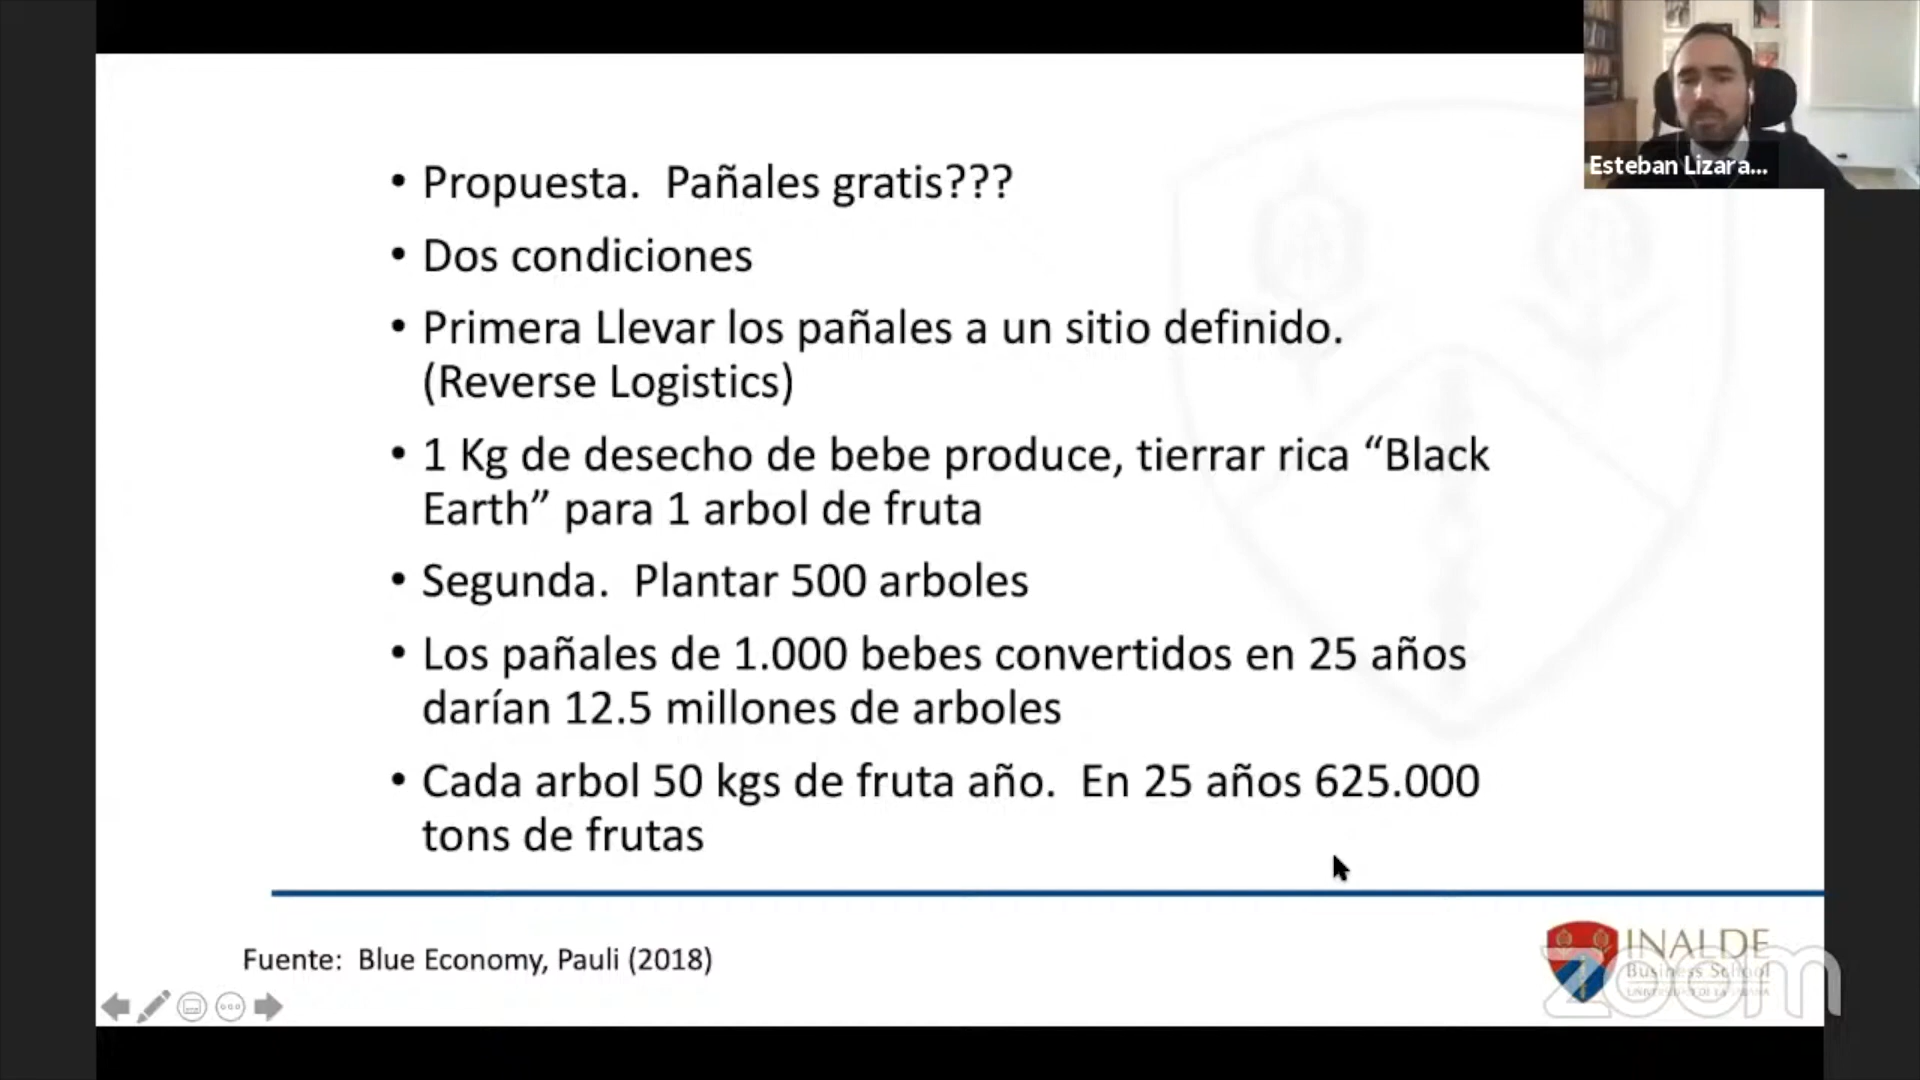 Esteban Lizara...
• Propuesta.  Pañales gratis???
• Dos condiciones
• Primera Llevar los pañales a un sitio definido.
(Reverse Logistics)
• 1 Kg de desecho de bebe produce, tierrar rica “Black
Earth” para 1 arbol de fruta
• Segunda.  Plantar 500 arboles
• Los pañales de 1.000 bebes convertidos en 25 años
darían 12.5 millones de arboles
• Cada arbol 50 kgs de fruta año.  En 25 años 625.000
tons de frutas
Fuente:  Blue Economy, Pauli (2018)
INALDE
Business School
zoom